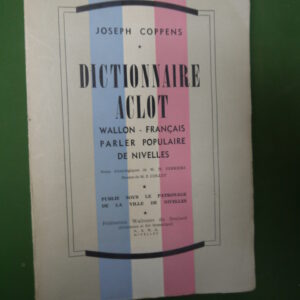 JOSEPH COPPENS
DICTIONNAIRE
ACLOT
WALLON - FRANÇAIS
PARLER POPULAIRE
DE NIVELLES
PUBLIÉ SOUS LE PATRONAGE
DE LA VILLE DE NIVELLES
NIVELLES